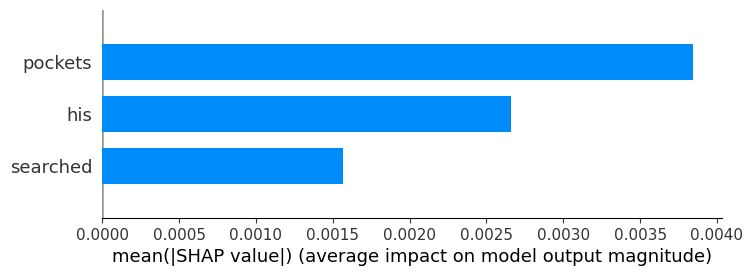 pockets
his
searched
0.0000 0.0005 0.0010 0.0015 0.0020 0.0025 0.0030 0.0035 0.0040
mean(|SHAP value|) (average impact on model output magnitude)